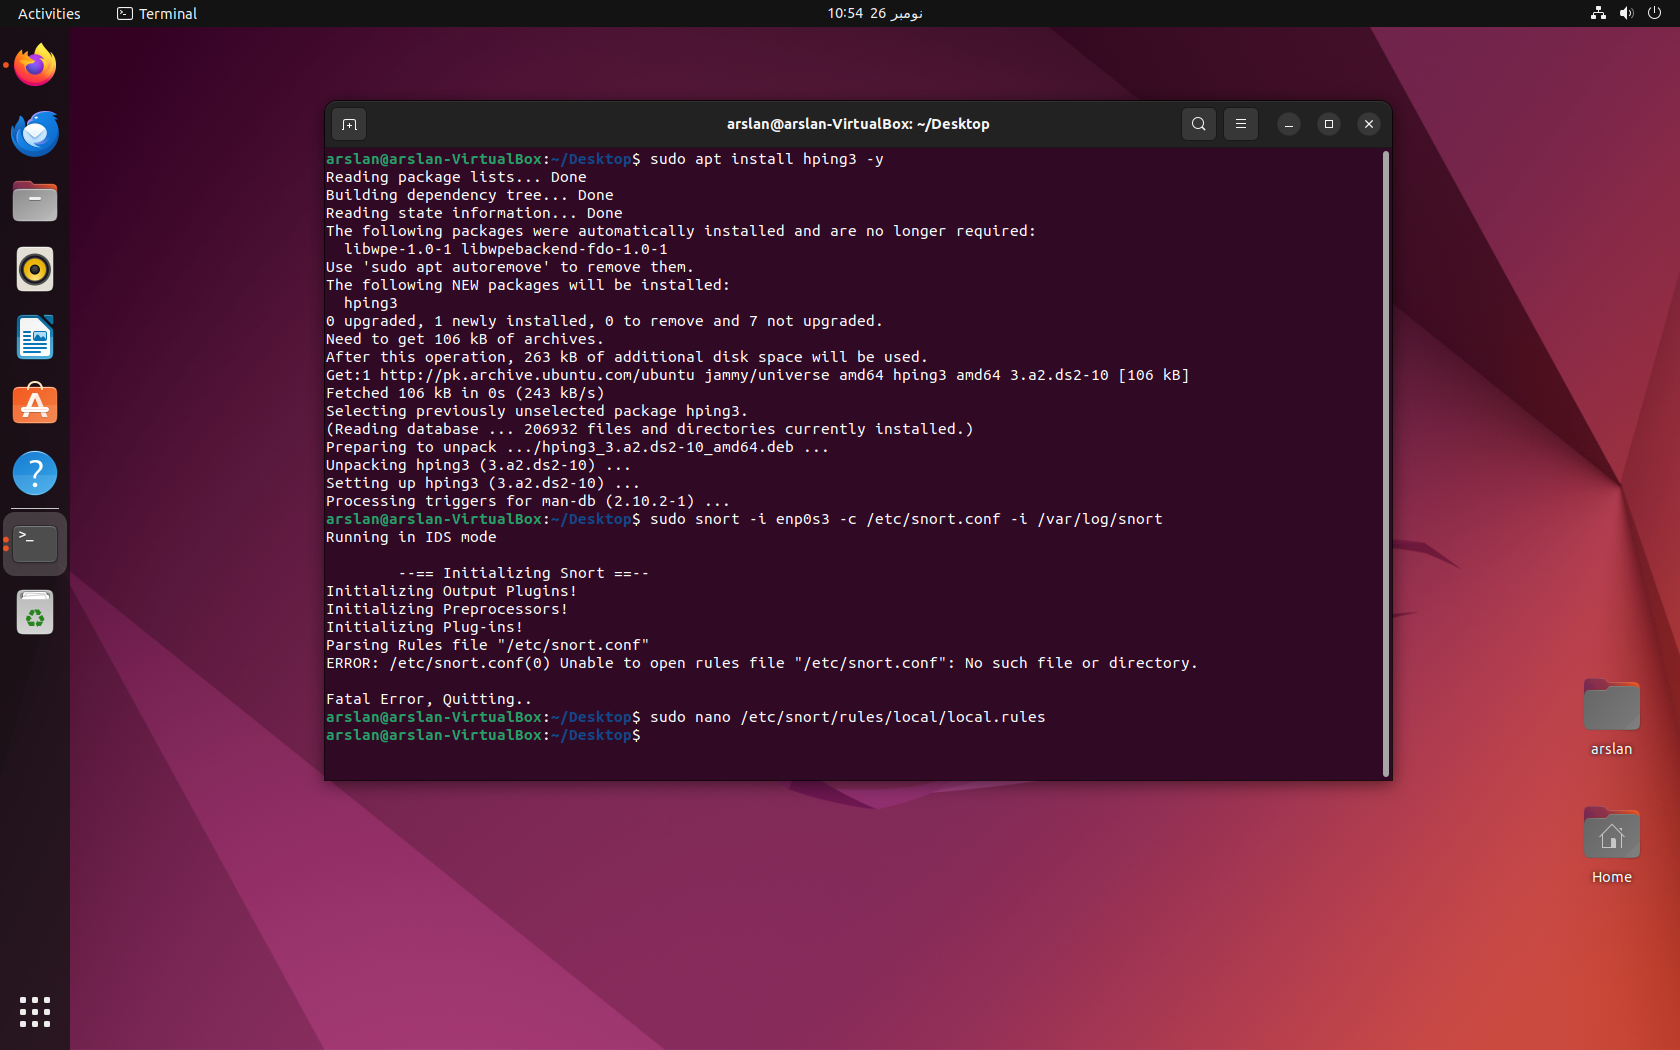 Activities
Terminal
نومبر 26  10:54
arslan@arslan-VirtualBox: ~/Desktop
arslan@arslan-VirtualBox:~/Desktop$ sudo apt install hping3 -y
Reading package lists... Done
Building dependency tree... Done
Reading state information... Done
The following packages were automatically installed and are no longer required:
  libwpe-1.0-1 libwpebackend-fdo-1.0-1
Use 'sudo apt autoremove' to remove them.
The following NEW packages will be installed:
  hping3
0 upgraded, 1 newly installed, 0 to remove and 7 not upgraded.
Need to get 106 kB of archives.
After this operation, 263 kB of additional disk space will be used.
Get:1 http://pk.archive.ubuntu.com/ubuntu jammy/universe amd64 hping3 amd64 3.a2.ds2-10 [106 kB]
Fetched 106 kB in 0s (243 kB/s)
Selecting previously unselected package hping3.
(Reading database ... 206932 files and directories currently installed.)
Preparing to unpack .../hping3_3.a2.ds2-10_amd64.deb ...
Unpacking hping3 (3.a2.ds2-10) ...
Setting up hping3 (3.a2.ds2-10) ...
Processing triggers for man-db (2.10.2-1) ...
arslan@arslan-VirtualBox:~/Desktop$ sudo snort -i enp0s3 -c /etc/snort.conf -i /var/log/snort
Running in IDS mode
        --== Initializing Snort ==--
Initializing Output Plugins!
Initializing Preprocessors!
Initializing Plug-ins!
Parsing Rules file "/etc/snort.conf"
ERROR: /etc/snort.conf(0) Unable to open rules file "/etc/snort.conf": No such file or directory.
Fatal Error, Quitting..
arslan@arslan-VirtualBox:~/Desktop$ sudo nano /etc/snort/rules/local/local.rules
arslan@arslan-VirtualBox:~/Desktop$
arslan
Home